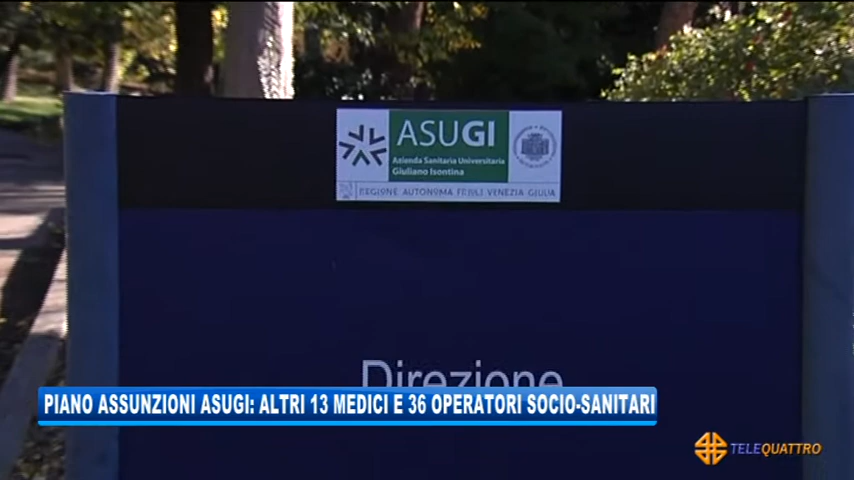 ASUGI
Azienda Sanitaria Universitaria
Giuliano Isontina
REGIONE AUTONOMA FRIULI VENEZIA GIULIA
Direzione
PIANO ASSUNZIONI ASUGI: ALTRI 13 MEDICI E 36 OPERATORI SOCIO-SANITARI
TELEQUATTRO